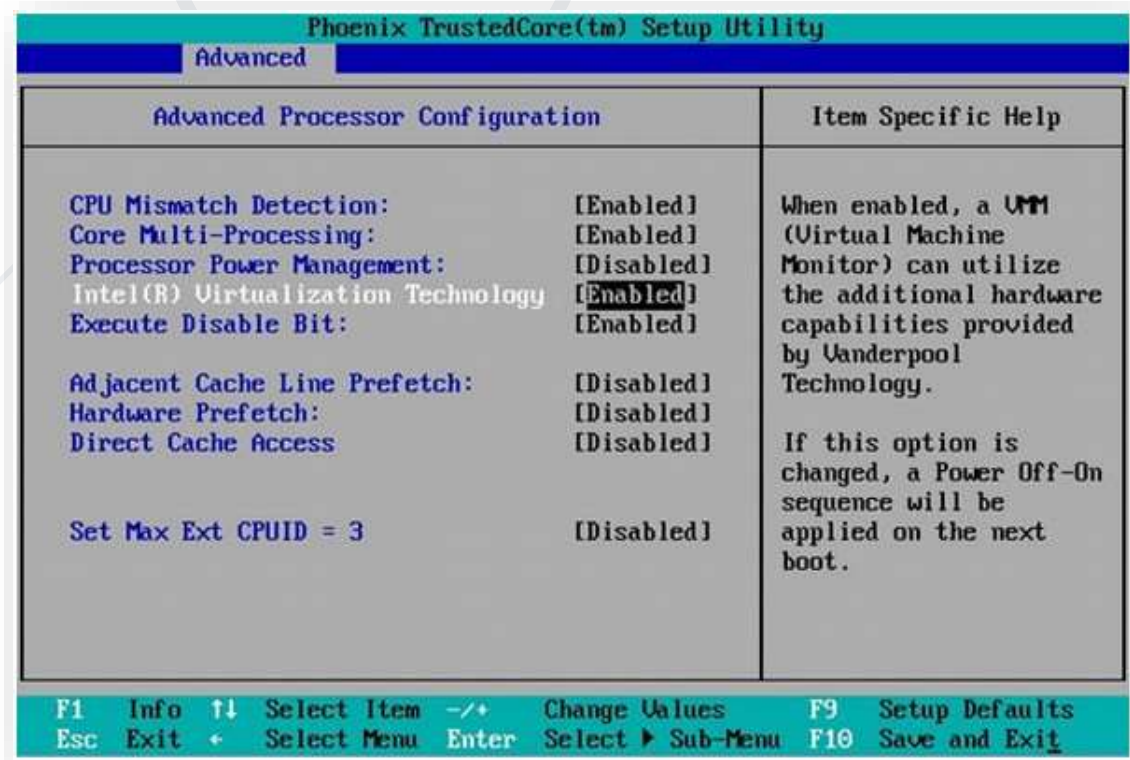 Phoenix TrustedCore(tm) Setup Utility
Advanced
Advanced Processor Configuration
Item Specific Help
CPU Mismatch Detection: [Enabled]
Core Multi-Processing: [Enabled]
Processor Power Management: [Disabled]
Intel(R) Virtualization Technology [Enabled]
Execute Disable Bit: [Enabled]
Adjacent Cache Line Prefetch: [Disabled]
Hardware Prefetch: [Disabled]
Direct Cache Access [Disabled]
Set Max Ext CPUID = 3 [Disabled]
When enabled, a VMM
(Virtual Machine
Monitor) can utilize
the additional hardware
capabilities provided
by Vanderpool
Technology.
If this option is
changed, a Power Off-On
sequence will be
applied on the next
boot.
F1 Info ↑↓ Select Item -/+ Change Values F9 Setup Defaults
Esc Exit ← Select Menu Enter Select ▶ Sub-Menu F10 Save and Exit